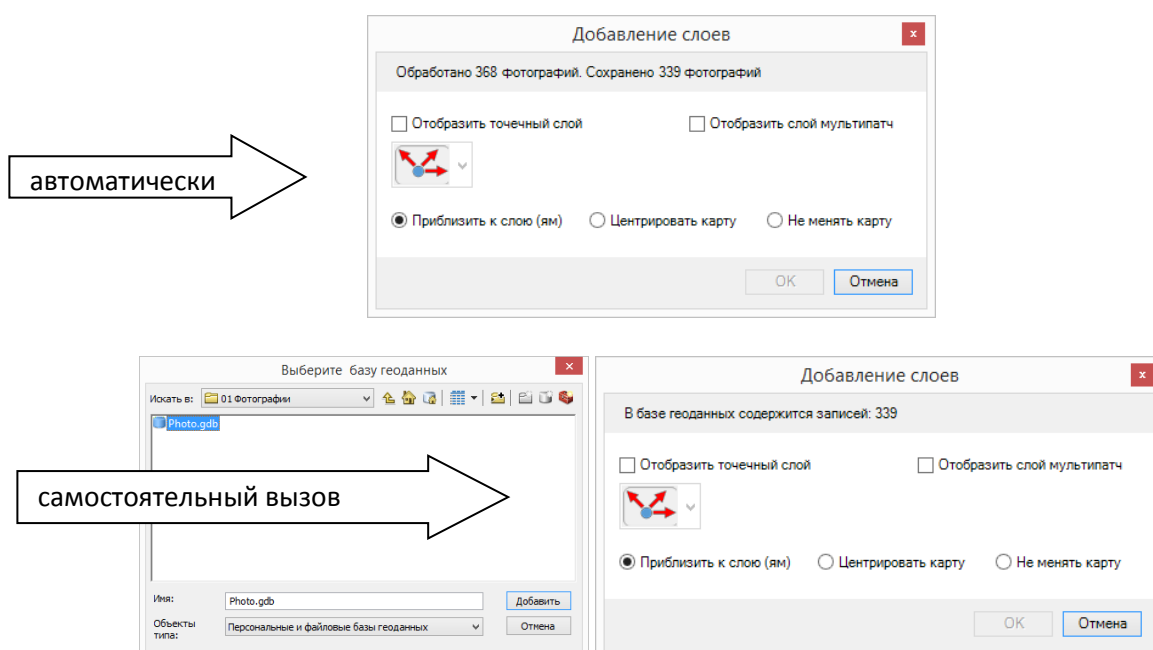 Добавление слоев
x
Обработано 368 фотографий. Сохранено 339 фотографий
Отобразить точечный слой
Отобразить слой мультипатч
автоматически
Приблизить к слою (ям)
Центрировать карту
Не менять карту
OK
Отмена
Выберите базу геоданных
x
Искать в:
01 Фотографии
Photo.gdb
самостоятельный вызов
Имя:
Photo.gdb
Добавить
Объекты
типа:
Персональные и файловые базы геоданных
Отмена
Добавление слоев
x
В базе геоданных содержится записей: 339
Отобразить точечный слой
Отобразить слой мультипатч
Приблизить к слою (ям)
Центрировать карту
Не менять карту
OK
Отмена